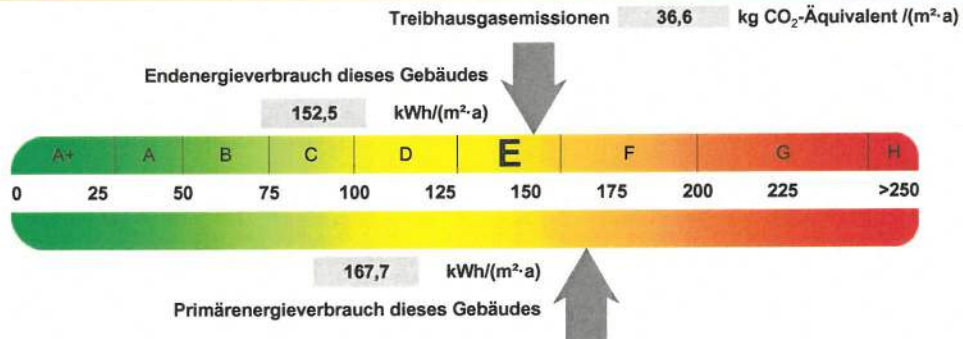 Treibhausgasemissionen 36,6 kg CO₂-Äquivalent /(m²·a)
Endenergieverbrauch dieses Gebäudes
152,5 kWh/(m²·a)
A+ A B C D E F G H
0 25 50 75 100 125 150 175 200 225 >250
167,7 kWh/(m²·a)
Primärenergieverbrauch dieses Gebäudes